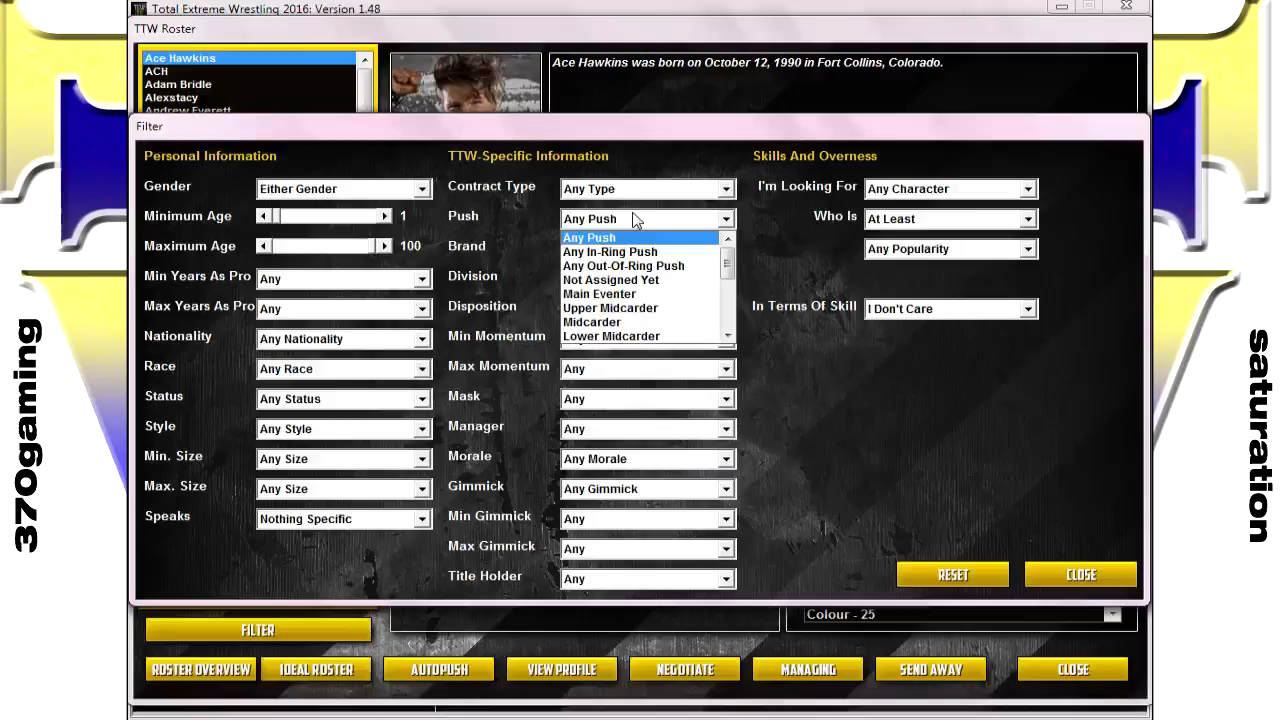 Total Extreme Wrestling 2016: Version 1.48
TTW Roster
Ace Hawkins
ACH
Adam Bridle
Alexstacy
Andrew Everett
Ace Hawkins was born on October 12, 1990 in Fort Collins, Colorado.
Filter
Personal Information
Gender
Either Gender
Minimum Age
1
Maximum Age
100
Min Years As Pro
Any
Max Years As Pro
Any
Nationality
Any Nationality
Race
Any Race
Status
Any Status
Style
Any Style
Min. Size
Any Size
Max. Size
Any Size
Speaks
Nothing Specific
TTW-Specific Information
Contract Type
Any Type
Push
Any Push
Any Push
Any In-Ring Push
Any Out-Of-Ring Push
Not Assigned Yet
Main Eventer
Upper Midcarder
Midcarder
Lower Midcarder
Brand
Division
Disposition
Min Momentum
Max Momentum
Any
Mask
Any
Manager
Any
Morale
Any Morale
Gimmick
Any Gimmick
Min Gimmick
Any
Max Gimmick
Any
Title Holder
Any
Skills And Overness
I'm Looking For
Any Character
Who Is
At Least
Any Popularity
In Terms Of Skill
I Don't Care
RESET
CLOSE
Colour - 25
FILTER
ROSTER OVERVIEW
IDEAL ROSTER
AUTOPUSH
VIEW PROFILE
NEGOTIATE
MANAGING
SEND AWAY
CLOSE
370gaming
saturation